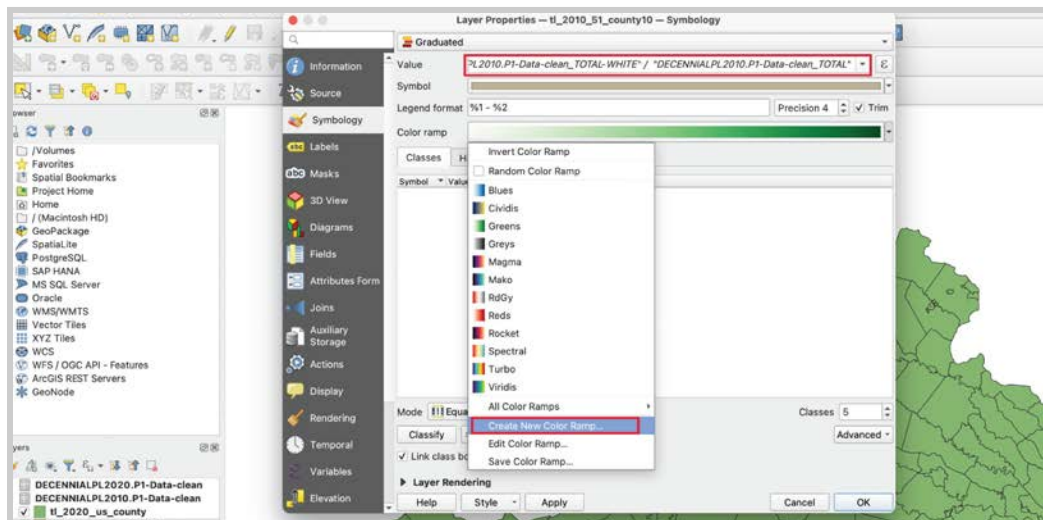 Layer Properties — tl_2010_51_county10 — Symbology
Graduated
Information
Source
Symbology
Labels
Masks
3D View
Diagrams
Fields
Attributes Form
Joins
Auxiliary
Storage
Actions
Display
Rendering
Temporal
Variables
Elevation
Value PL2010.P1-Data-clean_TOTAL-WHITE" / "DECENNIALPL2010.P1-Data-clean_TOTAL" ε
Symbol
Legend format %1 - %2 Precision 4 Trim
Color ramp
Classes H
Symbol Valu
Invert Color Ramp
Random Color Ramp
Blues
Cividis
Greens
Greys
Magma
Mako
RdGy
Reds
Rocket
Spectral
Turbo
Viridis
All Color Ramps
Create New Color Ramp...
Edit Color Ramp...
Save Color Ramp...
Mode Equa Classes 5
Classify Advanced
Link class bo
Layer Rendering
Help Style Apply Cancel OK
owser
/Volumes
Favorites
Spatial Bookmarks
Project Home
Home
/ (Macintosh HD)
GeoPackage
SpatiaLite
PostgreSQL
SAP HANA
MS SQL Server
Oracle
WMS/WMTS
Vector Tiles
XYZ Tiles
WCS
WFS / OGC API - Features
ArcGIS REST Servers
GeoNode
yers
DECENNIALPL2020.P1-Data-clean
DECENNIALPL2010.P1-Data-clean
tl_2020_us_county